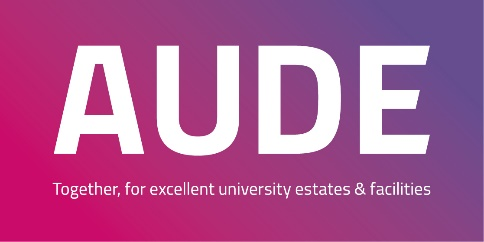 AUDE
Together, for excellent university estates & facilities